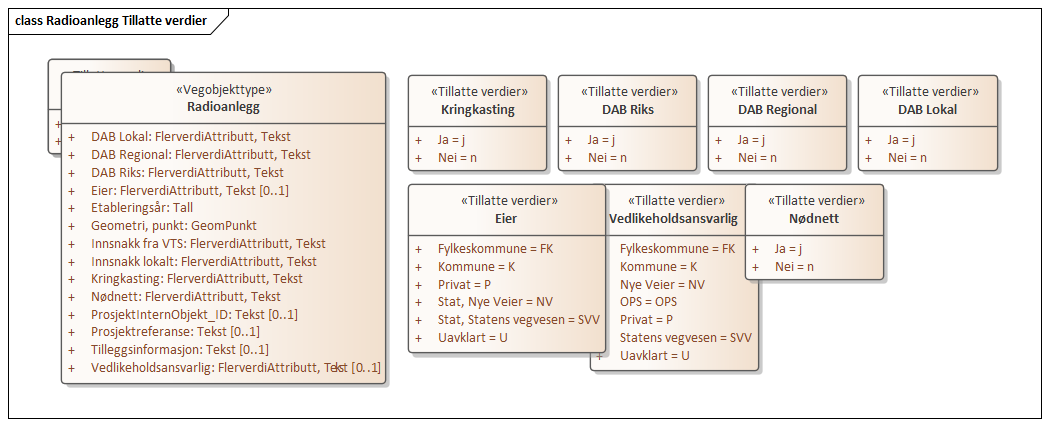 class Radioanlegg Tillatte verdier
«Vegobjekttype»
Radioanlegg
+ DAB Lokal: FlerverdiAttributt, Tekst
+ DAB Regional: FlerverdiAttributt, Tekst
+ DAB Riks: FlerverdiAttributt, Tekst
+ Eier: FlerverdiAttributt, Tekst [0..1]
+ Etableringsår: Tall
+ Geometri, punkt: GeomPunkt
+ Innsnakk fra VTS: FlerverdiAttributt, Tekst
+ Innsnakk lokalt: FlerverdiAttributt, Tekst
+ Kringkasting: FlerverdiAttributt, Tekst
+ Nødnett: FlerverdiAttributt, Tekst
+ ProsjektInternObjekt_ID: Tekst [0..1]
+ Prosjektreferanse: Tekst [0..1]
+ Tilleggsinformasjon: Tekst [0..1]
+ Vedlikeholdsansvarlig: FlerverdiAttributt, Tekst [0..1]
«Tillatte verdier»
Kringkasting
+ Ja = j
+ Nei = n
«Tillatte verdier»
DAB Riks
+ Ja = j
+ Nei = n
«Tillatte verdier»
DAB Regional
+ Ja = j
+ Nei = n
«Tillatte verdier»
DAB Lokal
+ Ja = j
+ Nei = n
«Tillatte verdier»
Eier
+ Fylkeskommune = FK
+ Kommune = K
+ Privat = P
+ Stat, Nye Veier = NV
+ Stat, Statens vegvesen = SVV
+ Uavklart = U
«Tillatte verdier»
Vedlikeholdsansvarlig
Fylkeskommune = FK
Kommune = K
Nye Veier = NV
OPS = OPS
Privat = P
Statens vegvesen = SVV
+ Uavklart = U
«Tillatte verdier»
Nødnett
+ Ja = j
+ Nei = n